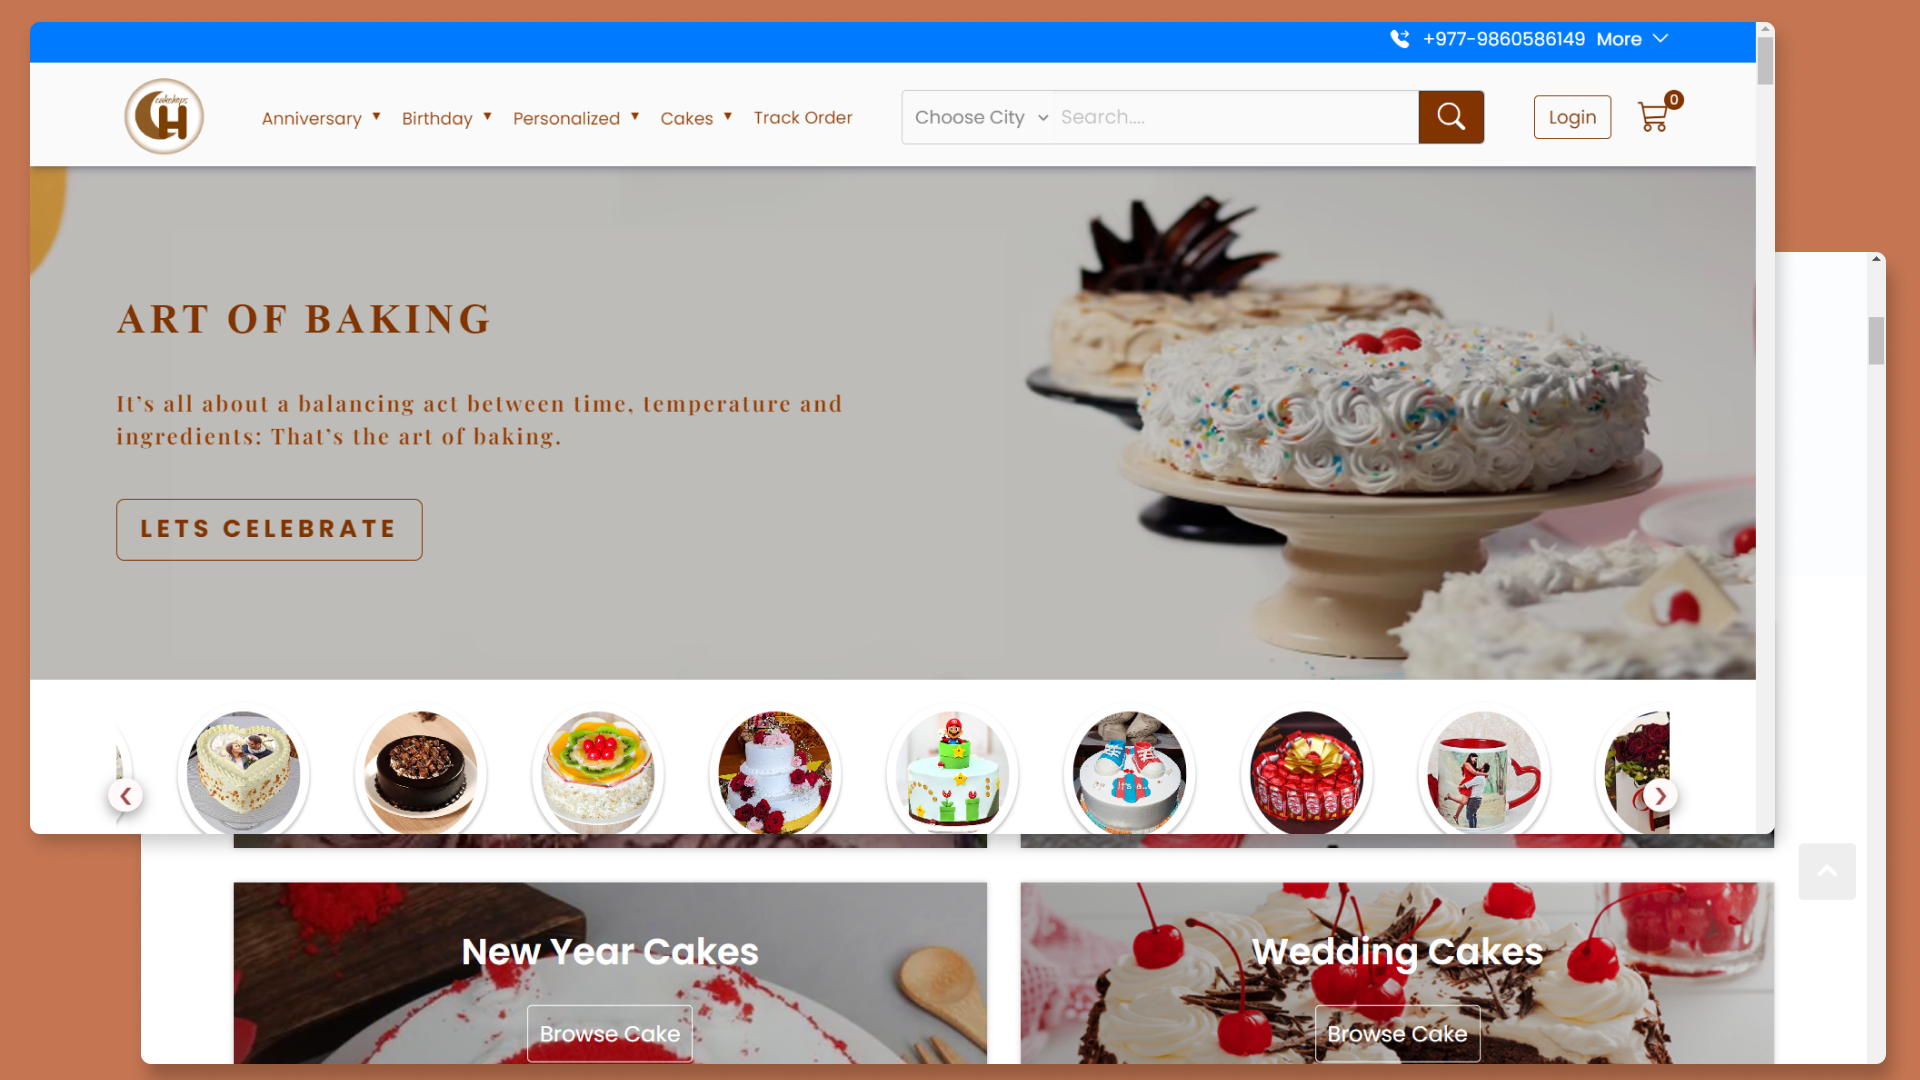 +977-9860586149 More
cakeshops
CH
Anniversary
Birthday
Personalized
Cakes
Track Order
Choose City
Search....
Login
0
ART OF BAKING
It’s all about a balancing act between time, temperature and
ingredients: That’s the art of baking.
LETS CELEBRATE
It's a..
New Year Cakes
Browse Cake
Wedding Cakes
Browse Cake